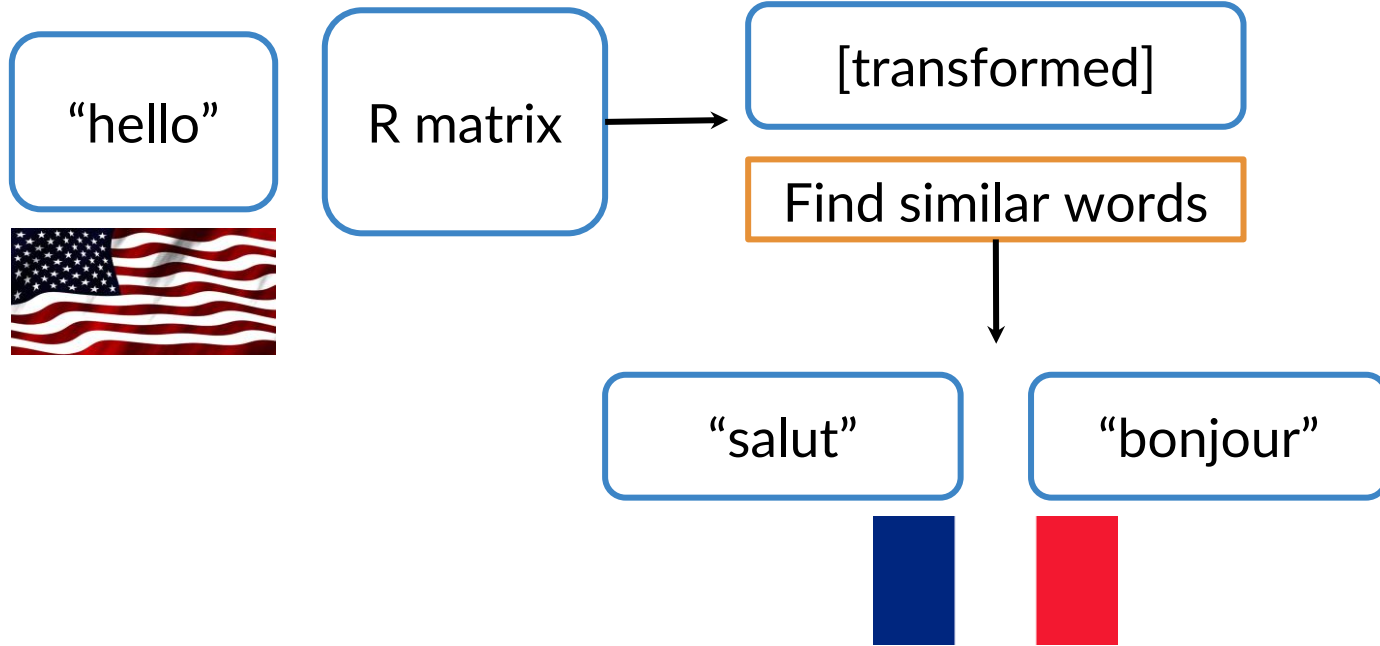 “hello”
R matrix
[transformed]
Find similar words
“salut”
“bonjour”